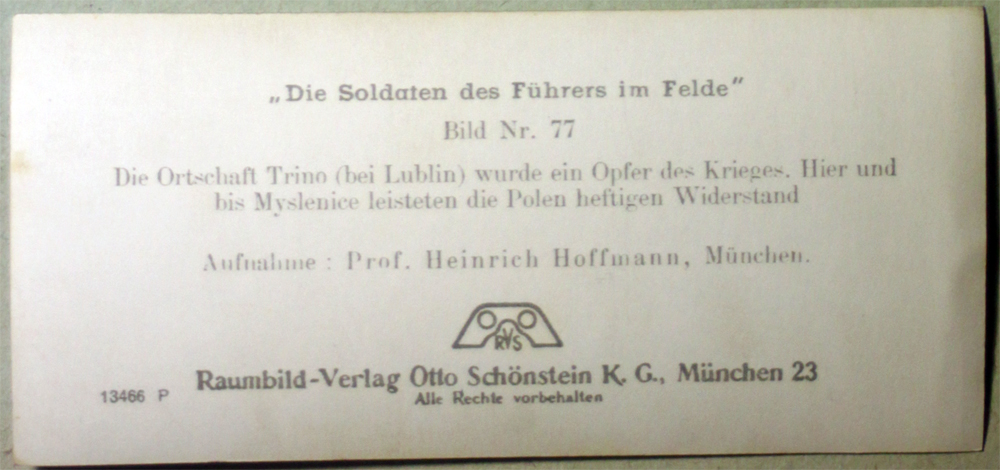 „Die Soldaten des Führers im Felde”
Bild Nr. 77
Die Ortschaft Trino (bei Lublin) wurde ein Opfer des Krieges. Hier und
bis Myslenice leisteten die Polen heftigen Widerstand
Aufnahme : Prof. Heinrich Hoffmann, München.
RVS
Raumbild-Verlag Otto Schönstein K. G., München 23
13466 P Alle Rechte vorbehalten